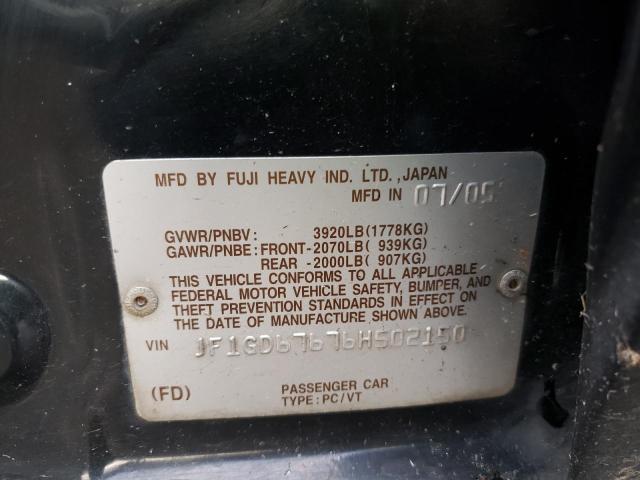 MFD BY FUJI HEAVY IND. LTD., JAPAN
MFD IN 07/05
GVWR/PNBV: 3920LB(1778KG)
GAWR/PNBE: FRONT-2070LB( 939KG)
REAR -2000LB( 907KG)
THIS VEHICLE CONFORMS TO ALL APPLICABLE
FEDERAL MOTOR VEHICLE SAFETY, BUMPER, AND
THEFT PREVENTION STANDARDS IN EFFECT ON
THE DATE OF MANUFACTURE SHOWN ABOVE.
VIN JF1GD67676H502150
(FD) PASSENGER CAR
TYPE: PC/VT